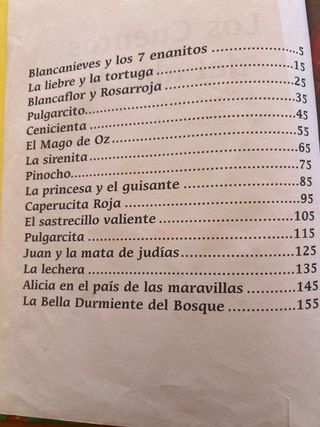 Blancanieves y los 7 enanitos ..................5
La liebre y la tortuga ..........................15
Blancaflor y Rosarroja ........................25
Pulgarcito........................................35
Cenicienta .......................................45
El Mago de Oz..................................55
La sirenita .......................................65
Pinocho...........................................75
La princesa y el guisante ....................85
Caperucita Roja ................................95
El sastrecillo valiente .......................105
Pulgarcita.......................................115
Juan y la mata de judías....................125
La lechera ......................................135
Alicia en el país de las maravillas ........145
La Bella Durmiente del Bosque ...........155